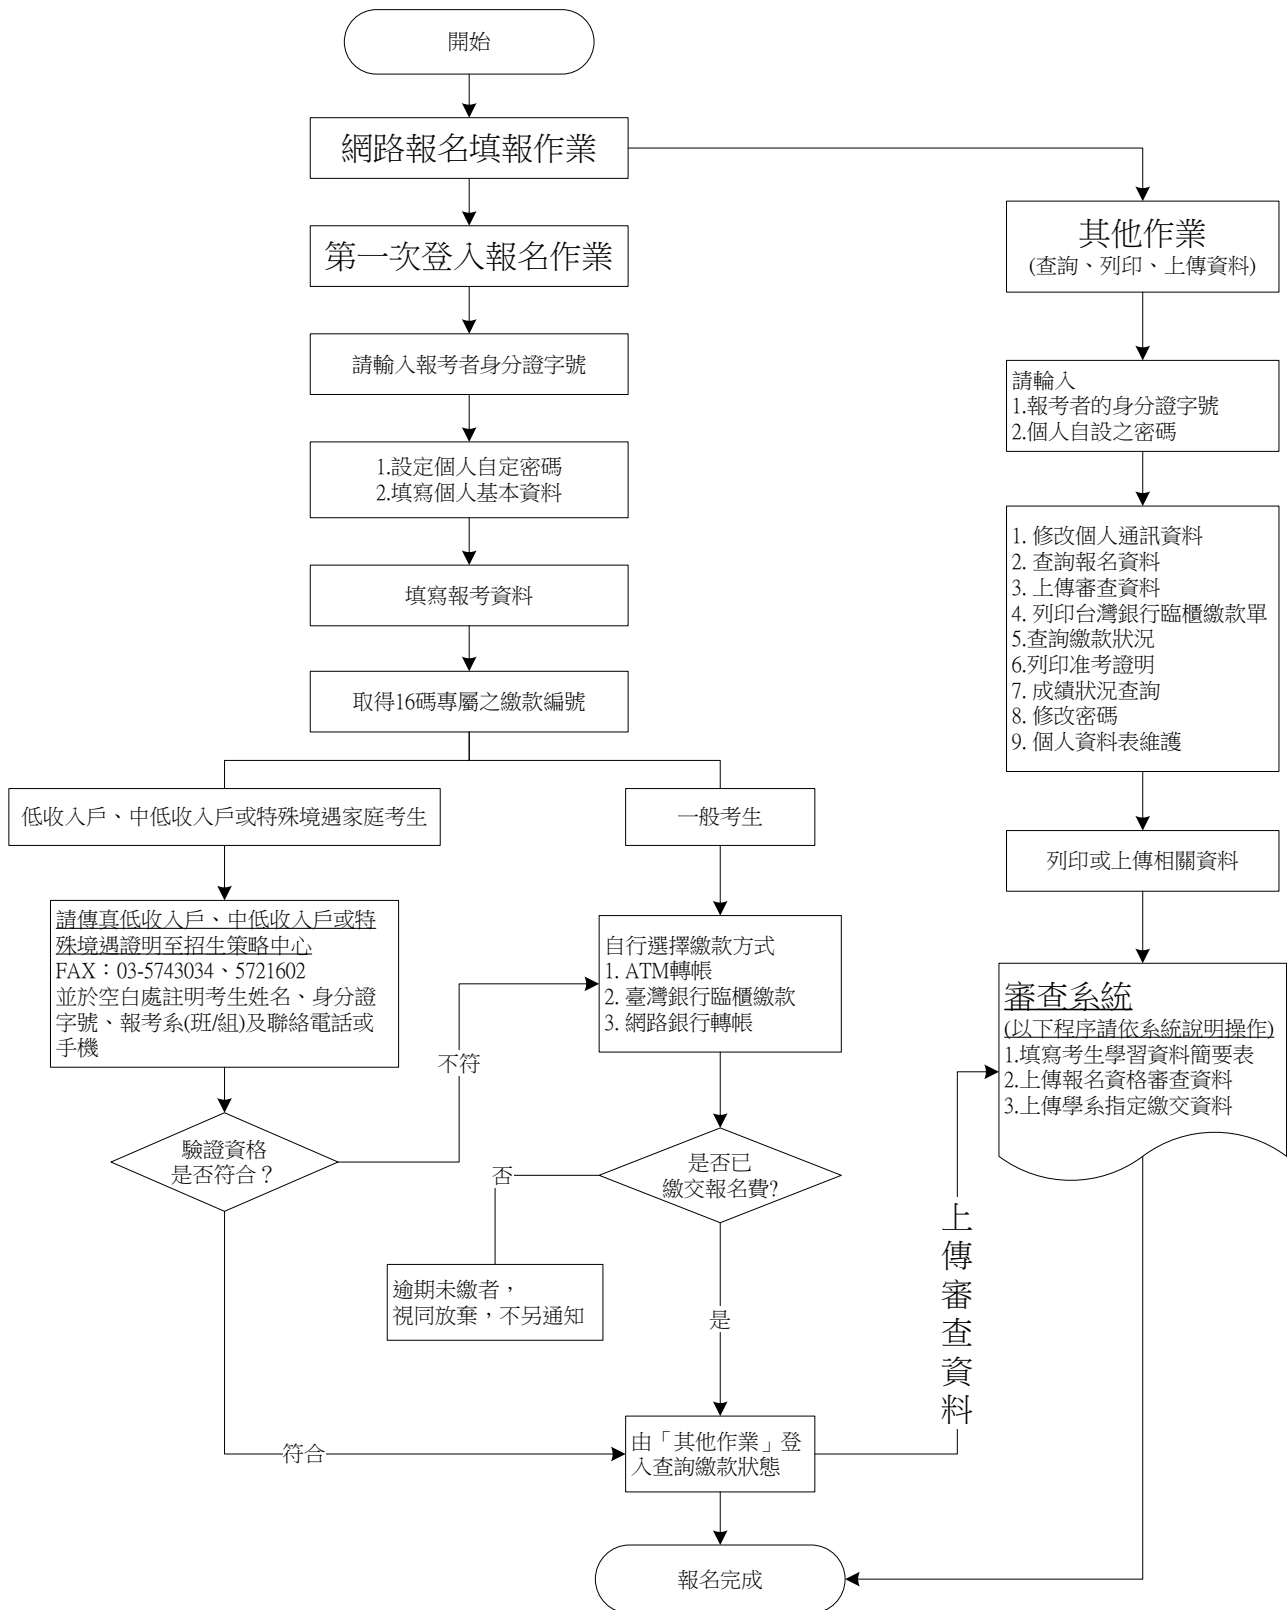 開始
網路報名填報作業
第一次登入報名作業
請輸入報考者身分證字號
1.設定個人自定密碼
2.填寫個人基本資料
填寫報考資料
取得16碼專屬之繳款編號
低收入戶、中低收入戶或特殊境遇家庭考生
一般考生
請傳真低收入戶、中低收入戶或特
殊境遇證明至招生策略中心
FAX：03-5743034、5721602
並於空白處註明考生姓名、身分證
字號、報考系(班/組)及聯絡電話或
手機
自行選擇繳款方式
1. ATM轉帳
2. 臺灣銀行臨櫃繳款
3. 網路銀行轉帳
不符
驗證資格
是否符合？
是否已
繳交報名費?
否
逾期未繳者，
視同放棄，不另通知
是
符合
由「其他作業」登
入查詢繳款狀態
報名完成
其他作業
(查詢、列印、上傳資料)
請輸入
1.報考者的身分證字號
2.個人自設之密碼
1. 修改個人通訊資料
2. 查詢報名資料
3. 上傳審查資料
4. 列印台灣銀行臨櫃繳款單
5.查詢繳款狀況
6.列印准考證明
7. 成績狀況查詢
8. 修改密碼
9. 個人資料表維護
列印或上傳相關資料
審查系統
(以下程序請依系統說明操作)
1.填寫考生學習資料簡要表
2.上傳報名資格審查資料
3.上傳學系指定繳交資料
上傳審查資料